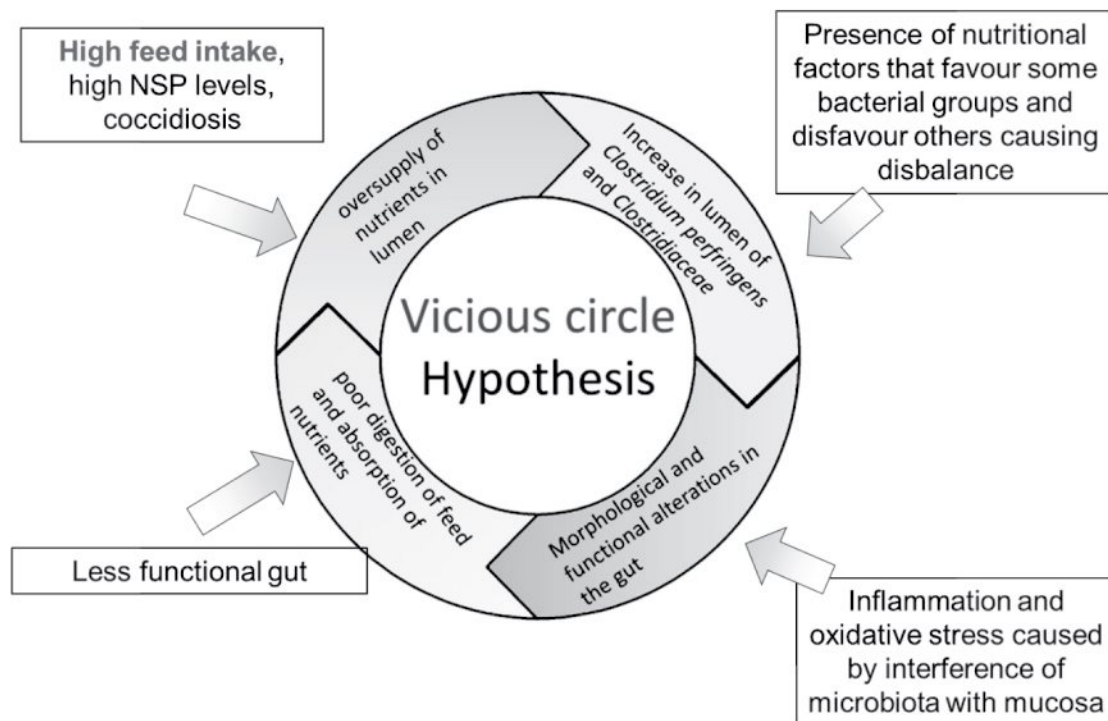 High feed intake,
high NSP levels,
coccidiosis
Presence of nutritional
factors that favour some
bacterial groups and
disfavour others causing
disbalance
oversupply of
nutrients in
lumen
Increase in lumen of
Clostridium perfringens
and Clostridiaceae
Vicious circle
Hypothesis
poor digestion of feed
and absorption of
nutrients
Morphological and
functional alterations in
the gut
Less functional gut
Inflammation and
oxidative stress caused
by interference of
microbiota with mucosa